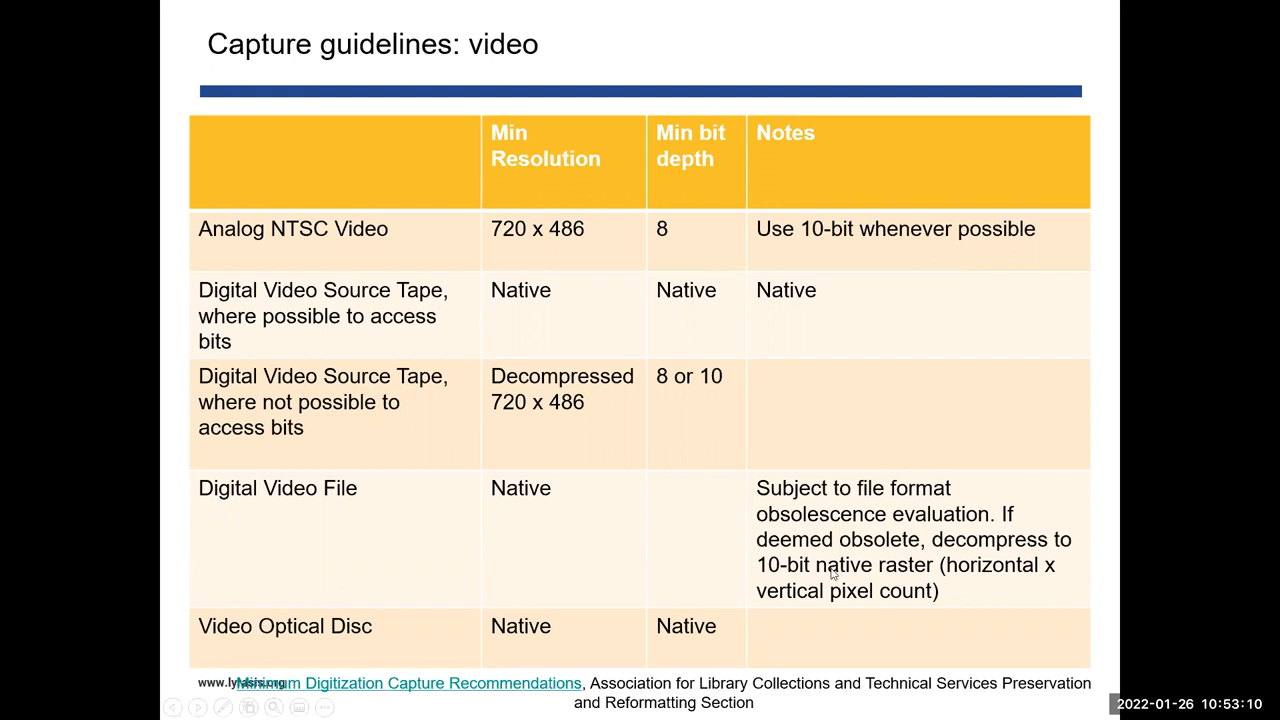 Capture guidelines: video
Min
Resolution
Min bit
depth
Notes
Analog NTSC Video
720 x 486
8
Use 10-bit whenever possible
Digital Video Source Tape,
where possible to access
bits
Native
Native
Native
Digital Video Source Tape,
where not possible to
access bits
Decompressed
720 x 486
8 or 10
Digital Video File
Native
Subject to file format
obsolescence evaluation. If
deemed obsolete, decompress to
10-bit native raster (horizontal x
vertical pixel count)
Video Optical Disc
Native
Native
www.lyrasis.org
Minimum Digitization Capture Recommendations, Association for Library Collections and Technical Services Preservation
and Reformatting Section
2022-01-26 10:53:10